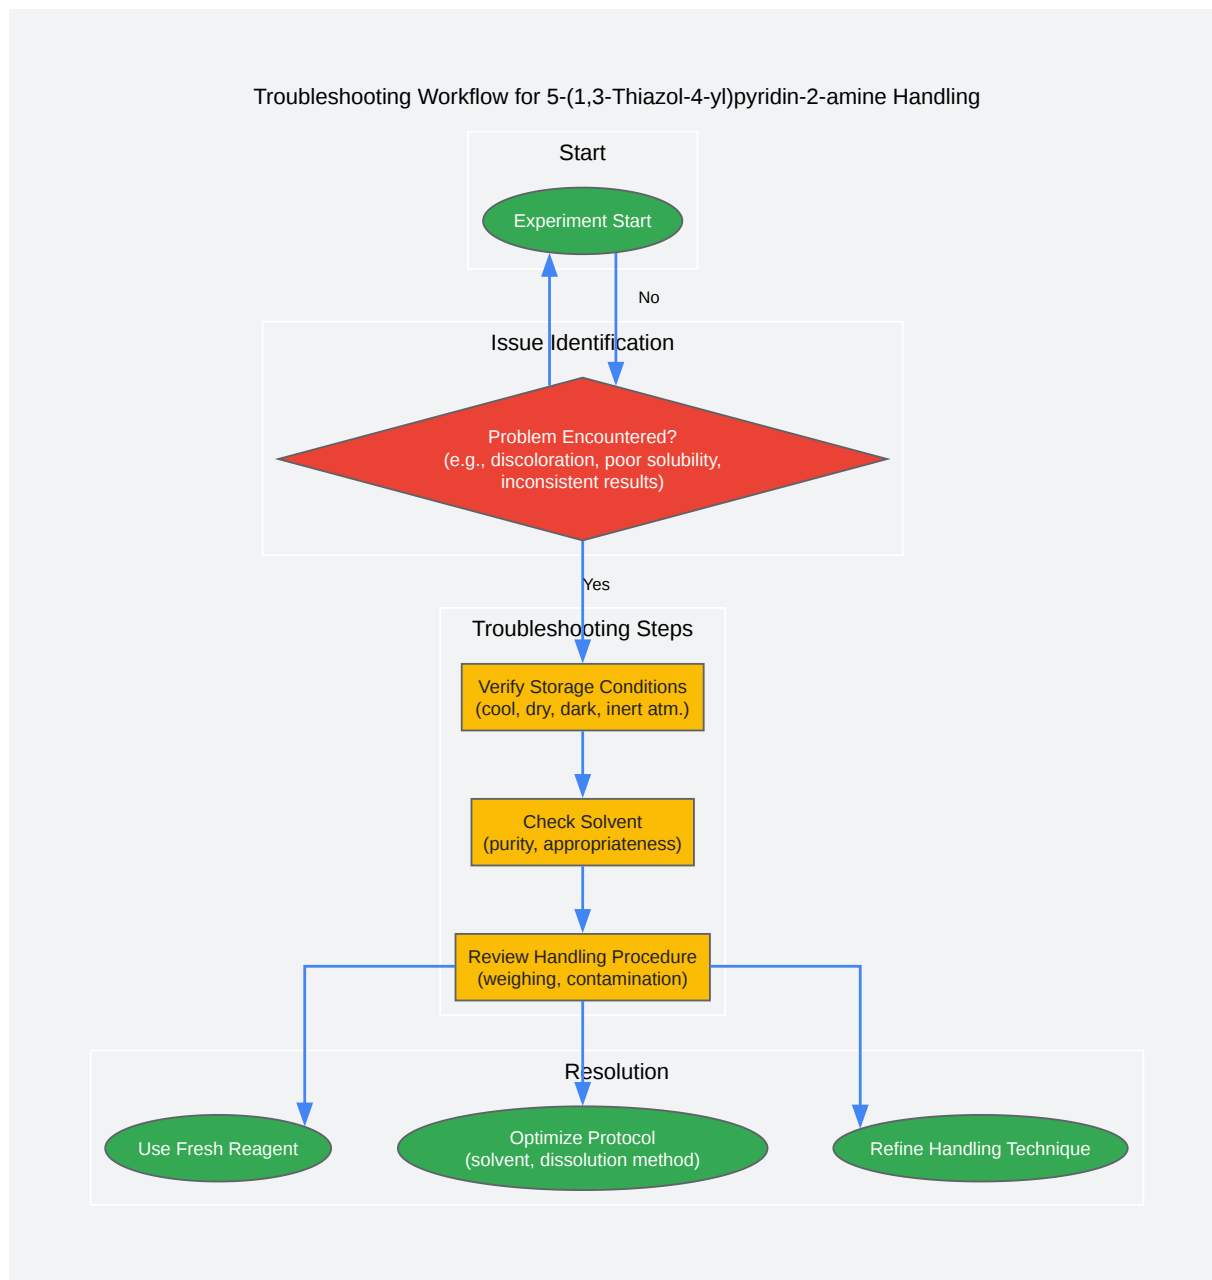 Troubleshooting Workflow for 5-(1,3-Thiazol-4-yl)pyridin-2-amine Handling
Start
Experiment Start
No
Issue Identification
Problem Encountered?
(e.g., discoloration, poor solubility,
inconsistent results)
Yes
Troubleshooting Steps
Verify Storage Conditions
(cool, dry, dark, inert atm.)
Check Solvent
(purity, appropriateness)
Review Handling Procedure
(weighing, contamination)
Resolution
Use Fresh Reagent
Optimize Protocol
(solvent, dissolution method)
Refine Handling Technique